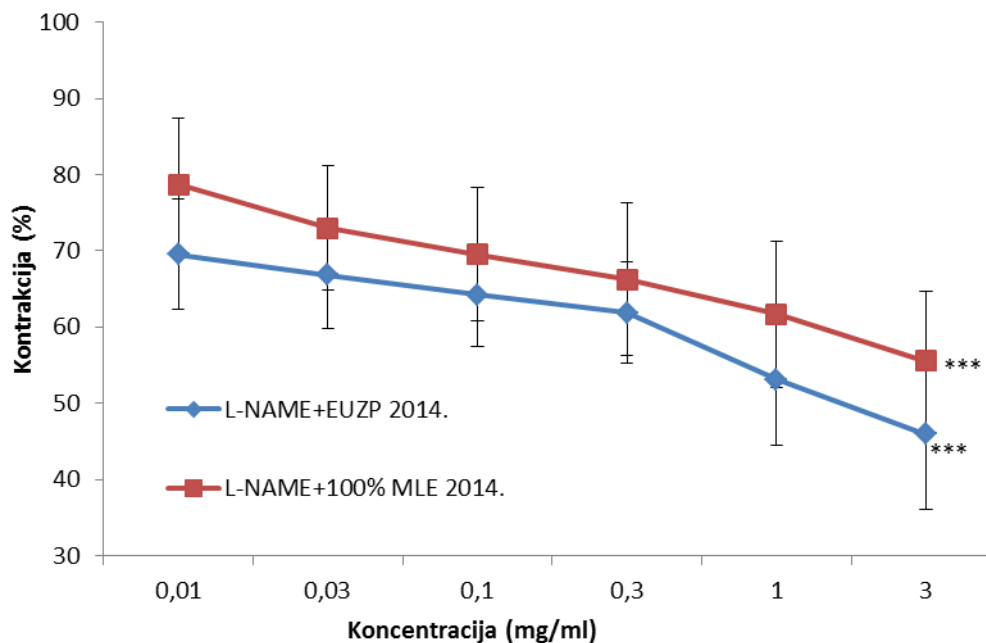 100
90
80
70
60
50
40
30
Kontrakcija (%)
L-NAME+EUZP 2014.
L-NAME+100% MLE 2014.
***
***
0,01 0,03 0,1 0,3 1 3
Koncentracija (mg/ml)